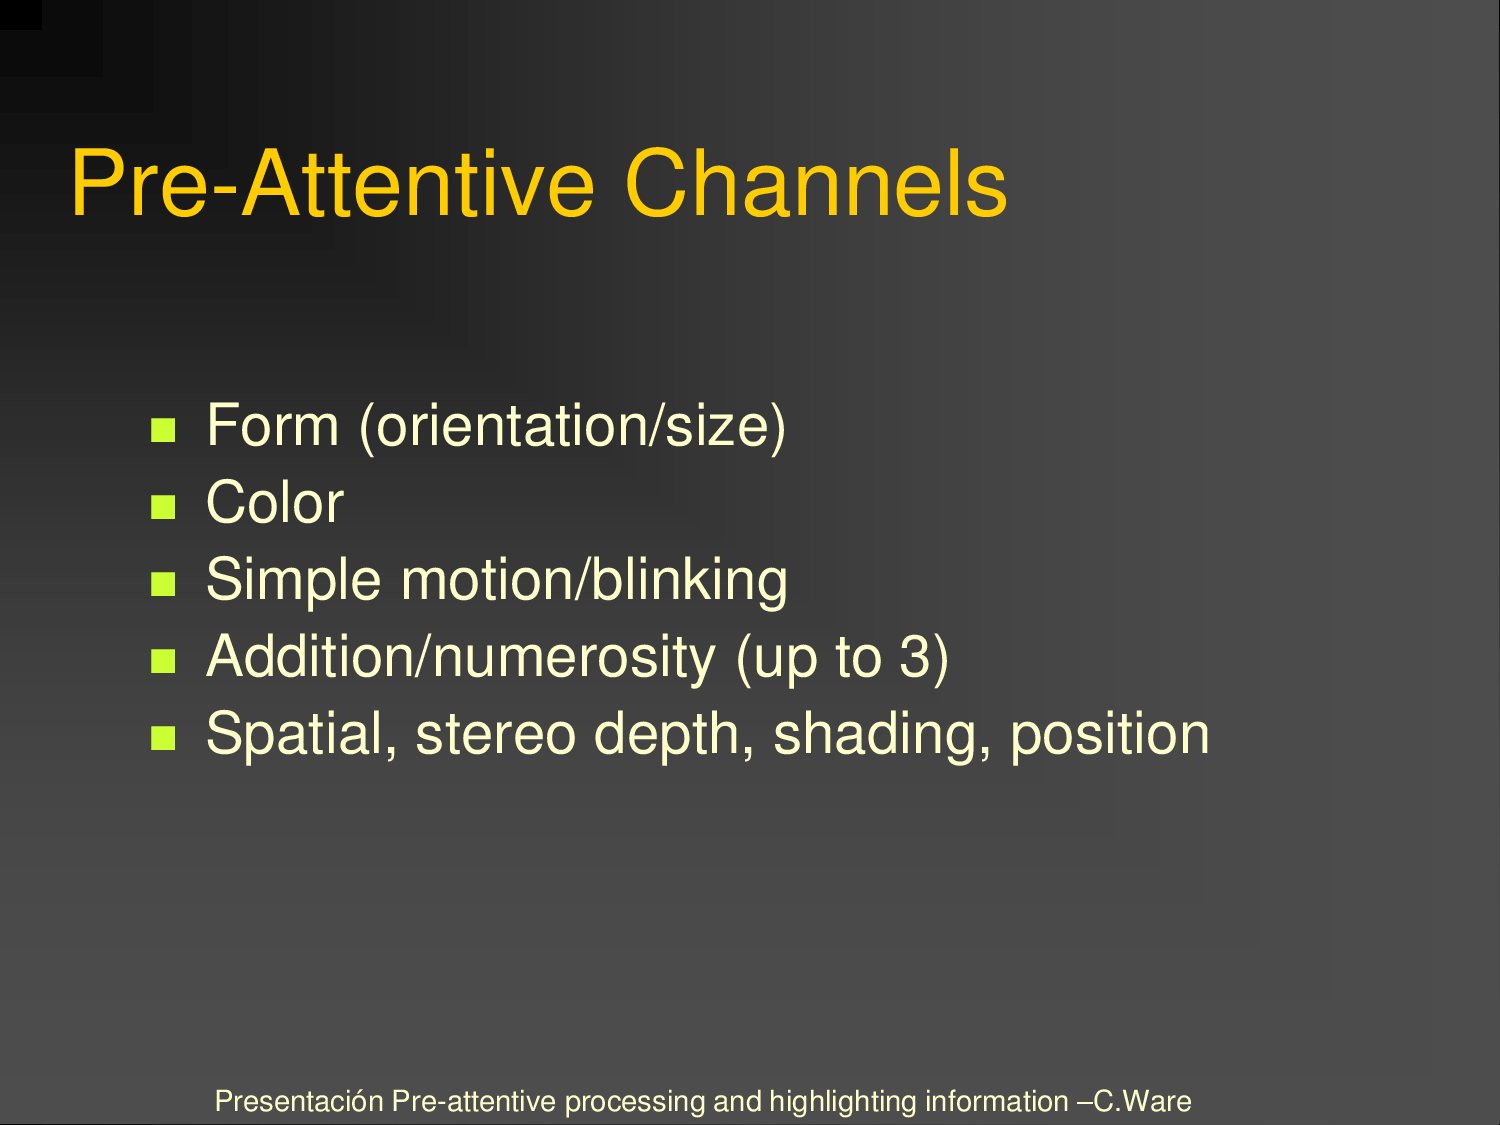 Pre-Attentive Channels
Form (orientation/size)
Color
Simple motion/blinking
Addition/numerosity (up to 3)
Spatial, stereo depth, shading, position
Presentación Pre-attentive processing and highlighting information –C.Ware